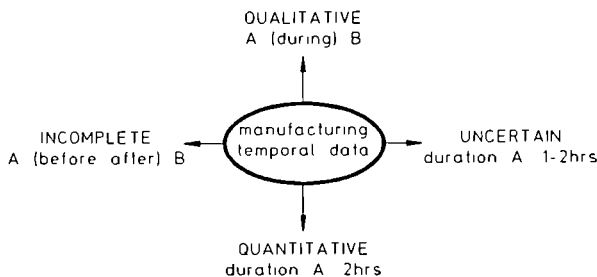 QUALITATIVE
A (during) B
INCOMPLETE
A (before after) B
manufacturing
temporal data
UNCERTAIN
duration A 1-2hrs
QUANTITATIVE
duration A 2hrs